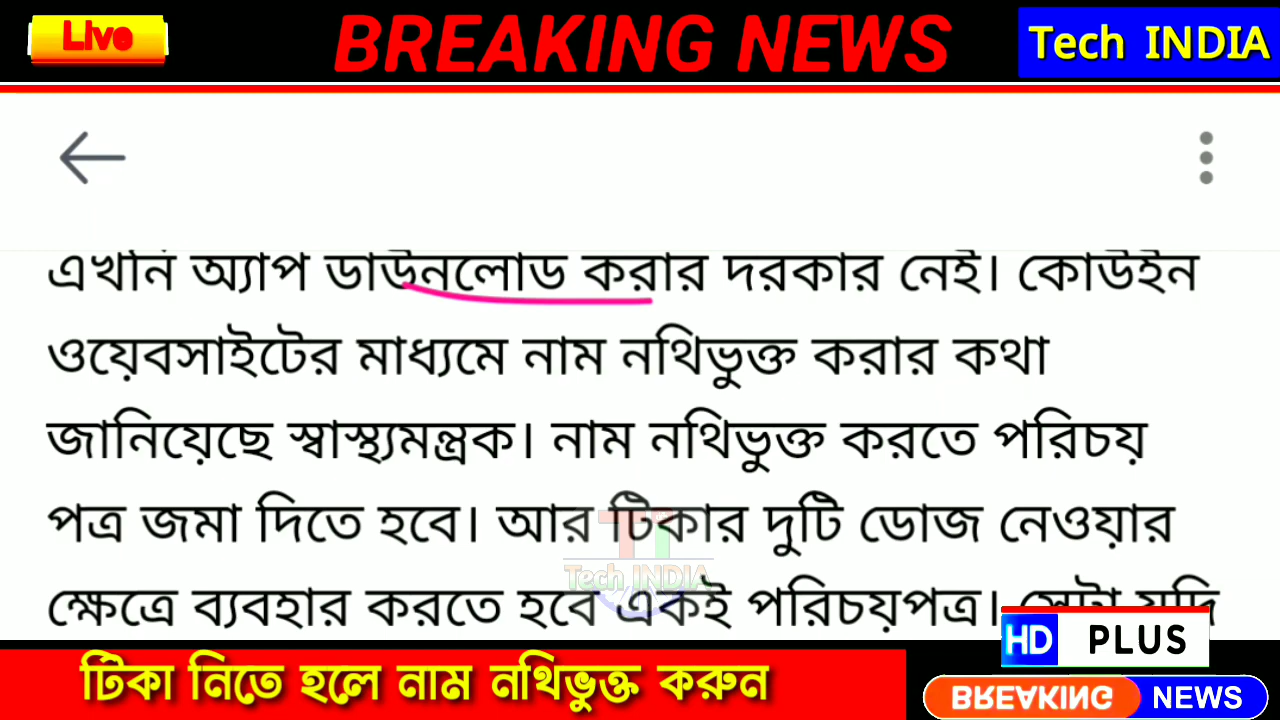 Live
BREAKING NEWS
Tech INDIA
এখনি অ্যাপ ডাউনলোড করার দরকার নেই। কোউইন
ওয়েবসাইটের মাধ্যমে নাম নথিভুক্ত করার কথা
জানিয়েছে স্বাস্থ্যমন্ত্রক। নাম নথিভুক্ত করতে পরিচয়
পত্র জমা দিতে হবে। আর টিকার দুটি ডোজ নেওয়ার
ক্ষেত্রে ব্যবহার করতে হবে একই পরিচয়পত্র। সেটা যদি
Tech INDIA
HD PLUS
টিকা নিতে হলে নাম নথিভুক্ত করুন
BREAKING NEWS